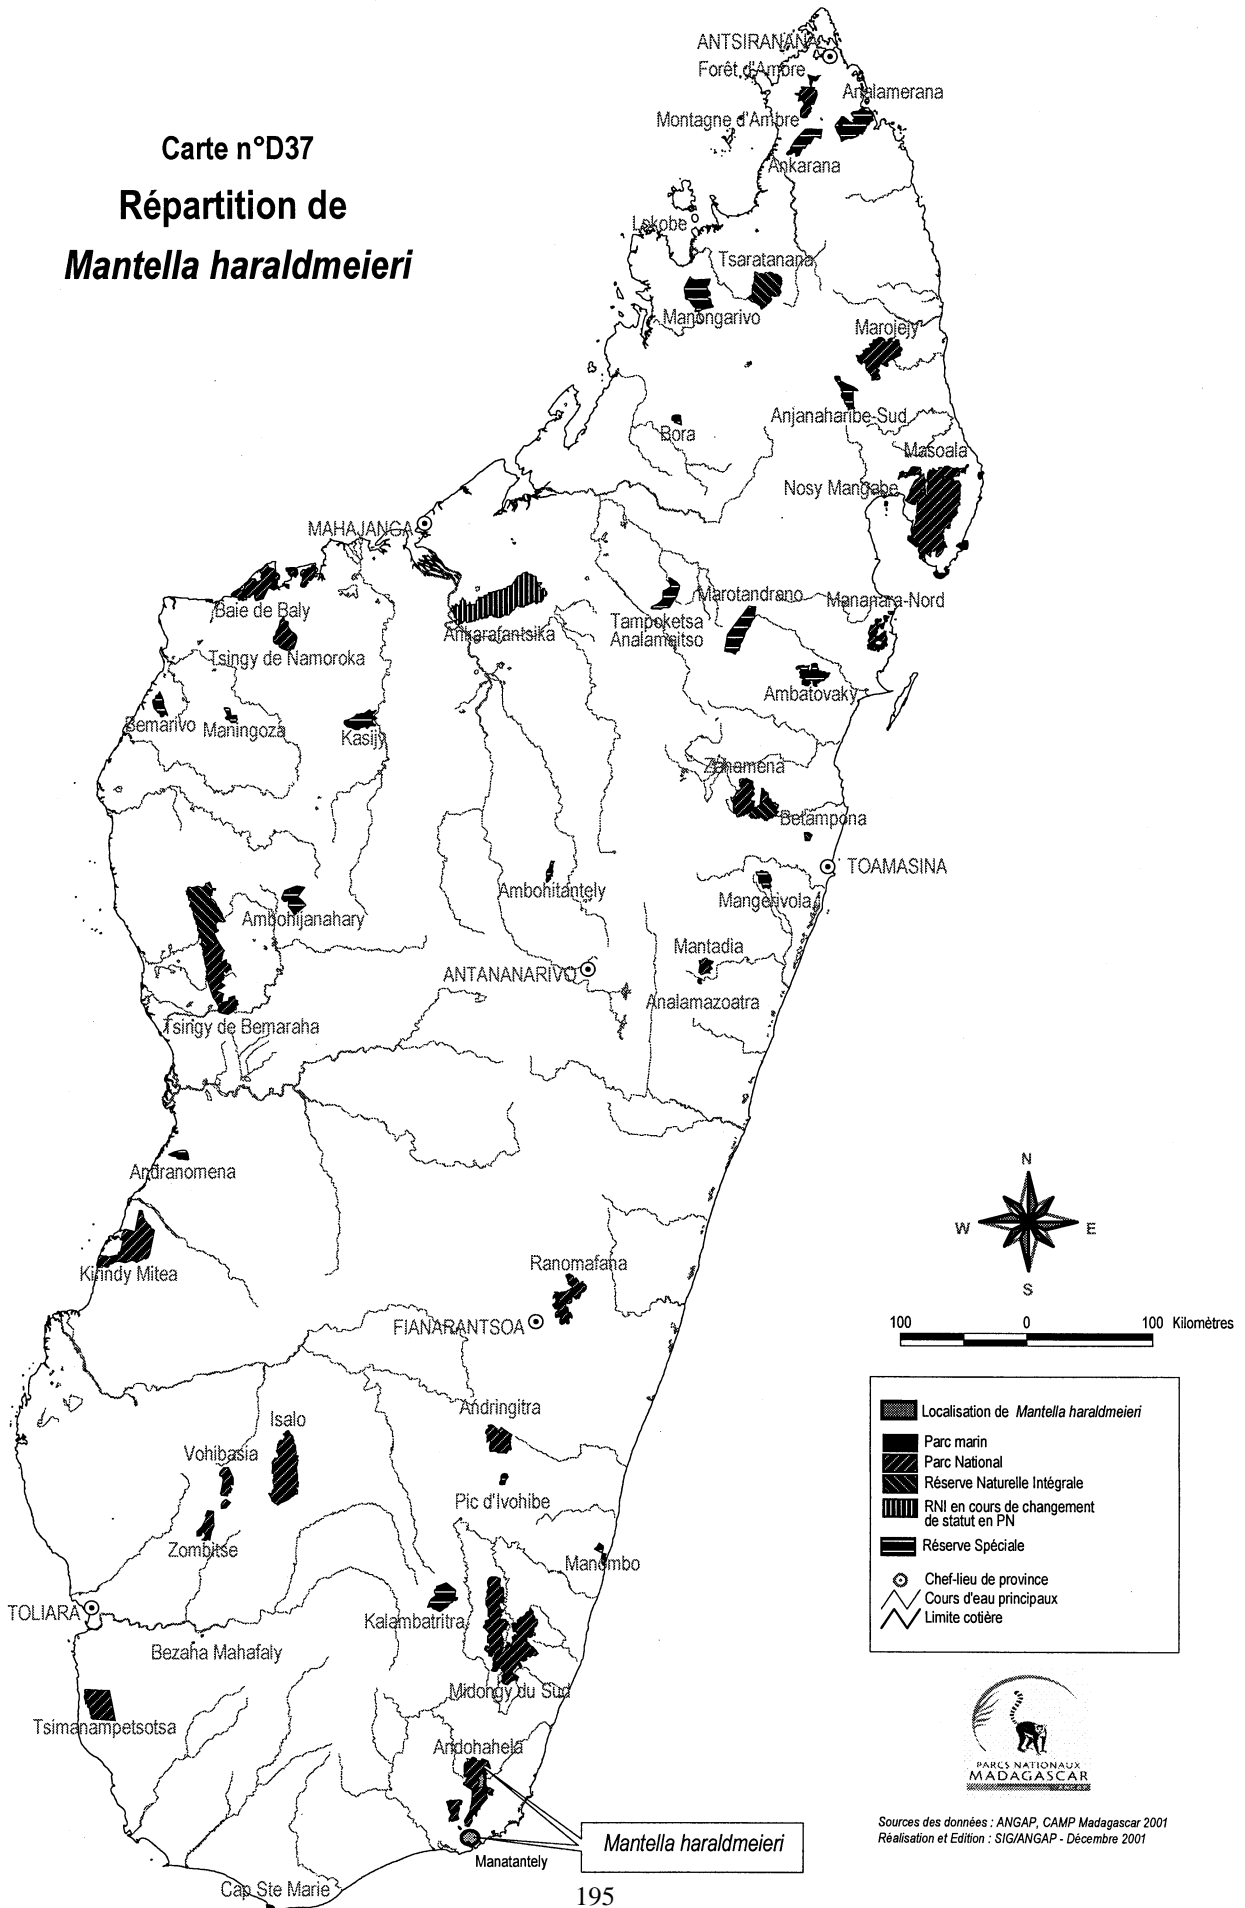 Carte n°D37
Répartition de
Mantella haraldmeieri
ANTSIRANANA
Forêt d'Ambre
Analamerana
Montagne d'Ambre
Ankarana
Lokobe
Tsaratanana
Manongarivo
Marojejy
Anjanaharibe-Sud
Bora
Masoala
Nosy Mangabe
MAHAJANGA
Baie de Baly
Ankarafantsika
Tampoketsa
Analamaitso
Marotandrano
Mananara-Nord
Tsingy de Namoroka
Ambatovaky
Bemarivo
Maningoza
Kasijy
Zahamena
Betampona
TOAMASINA
Ambohitantely
Mangerivola
Ambohijanahary
Mantadia
ANTANANARIVO
Analamazoatra
Tsingy de Bemaraha
Andranomena
Kirindy Mitea
Ranomafana
FIANARANTSOA
Andringitra
Isalo
Vohibasia
Pic d'Ivohibe
Zombitse
Manombo
TOLIARA
Kalambatritra
Bezaha Mahafaly
Midongy du Sud
Tsimanampetsotsa
Andohahela
Mantella haraldmeieri
Manatantely
Cap Ste Marie
N
W
E
S
100 0 100 Kilomètres
Localisation de Mantella haraldmeieri
Parc marin
Parc National
Réserve Naturelle Intégrale
RNI en cours de changement
de statut en PN
Réserve Spéciale
Chef-lieu de province
Cours d'eau principaux
Limite cotière
PARCS NATIONAUX
MADAGASCAR
Sources des données : ANGAP, CAMP Madagascar 2001
Réalisation et Edition : SIG/ANGAP - Décembre 2001
195